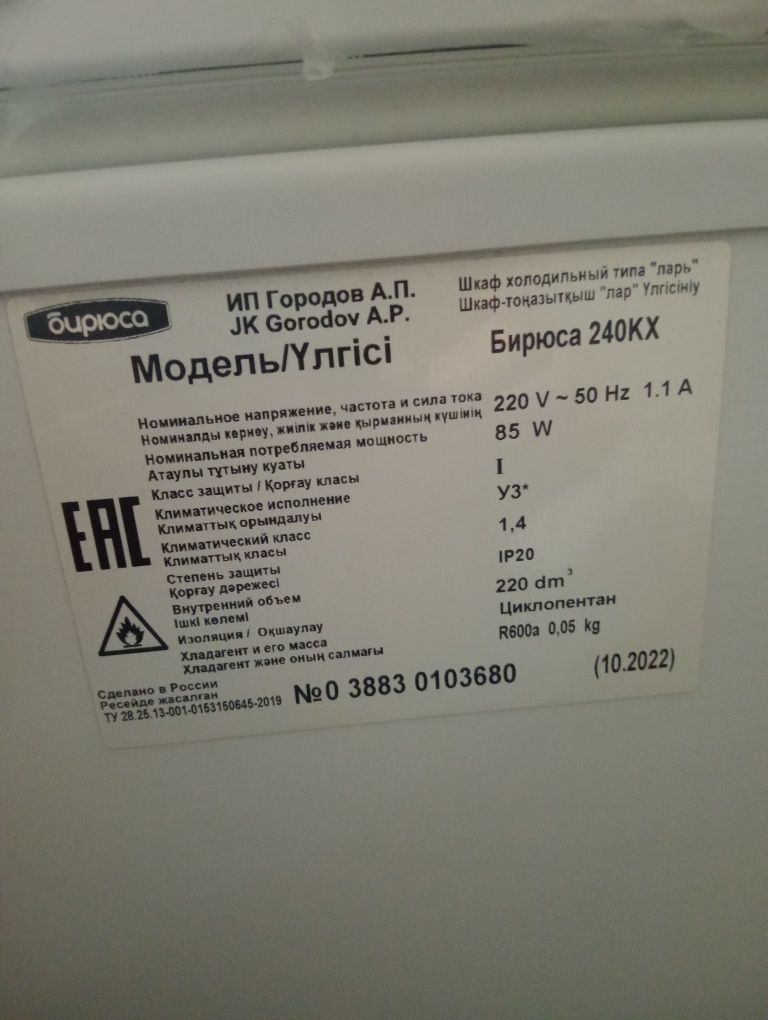 бирюса
ИП Городов А.П.
JK Gorodov A.P.
Шкаф холодильный типа "ларь"
Шкаф-тоңазытқыш "лар" Үлгісініу
Модель/Үлгісі Бирюса 240КХ
Номинальное напряжение, частота и сила тока 220 V ~ 50 Hz 1.1 A
Номиналды кернеу, жиілік және қырманның күшінің
Номинальная потребляемая мощность 85 W
Атаулы тұтыну қуаты
Класс защиты / Қорғау класы I
Климатическое исполнение У3*
Климаттық орындалуы
Климатический класс 1,4
Климаттық класы
Степень защиты IP20
Қорғау дәрежесі
Внутренний объем 220 dm³
Ішкі көлемі
Изоляция / Оқшаулау Циклопентан
Хладагент и его масса R600a 0,05 kg
Хладагент және оның салмағы
EAC
Сделано в России
Ресейде жасалған
ТУ 28.25.13-001-0153150645-2019
№0 3883 0103680 (10.2022)